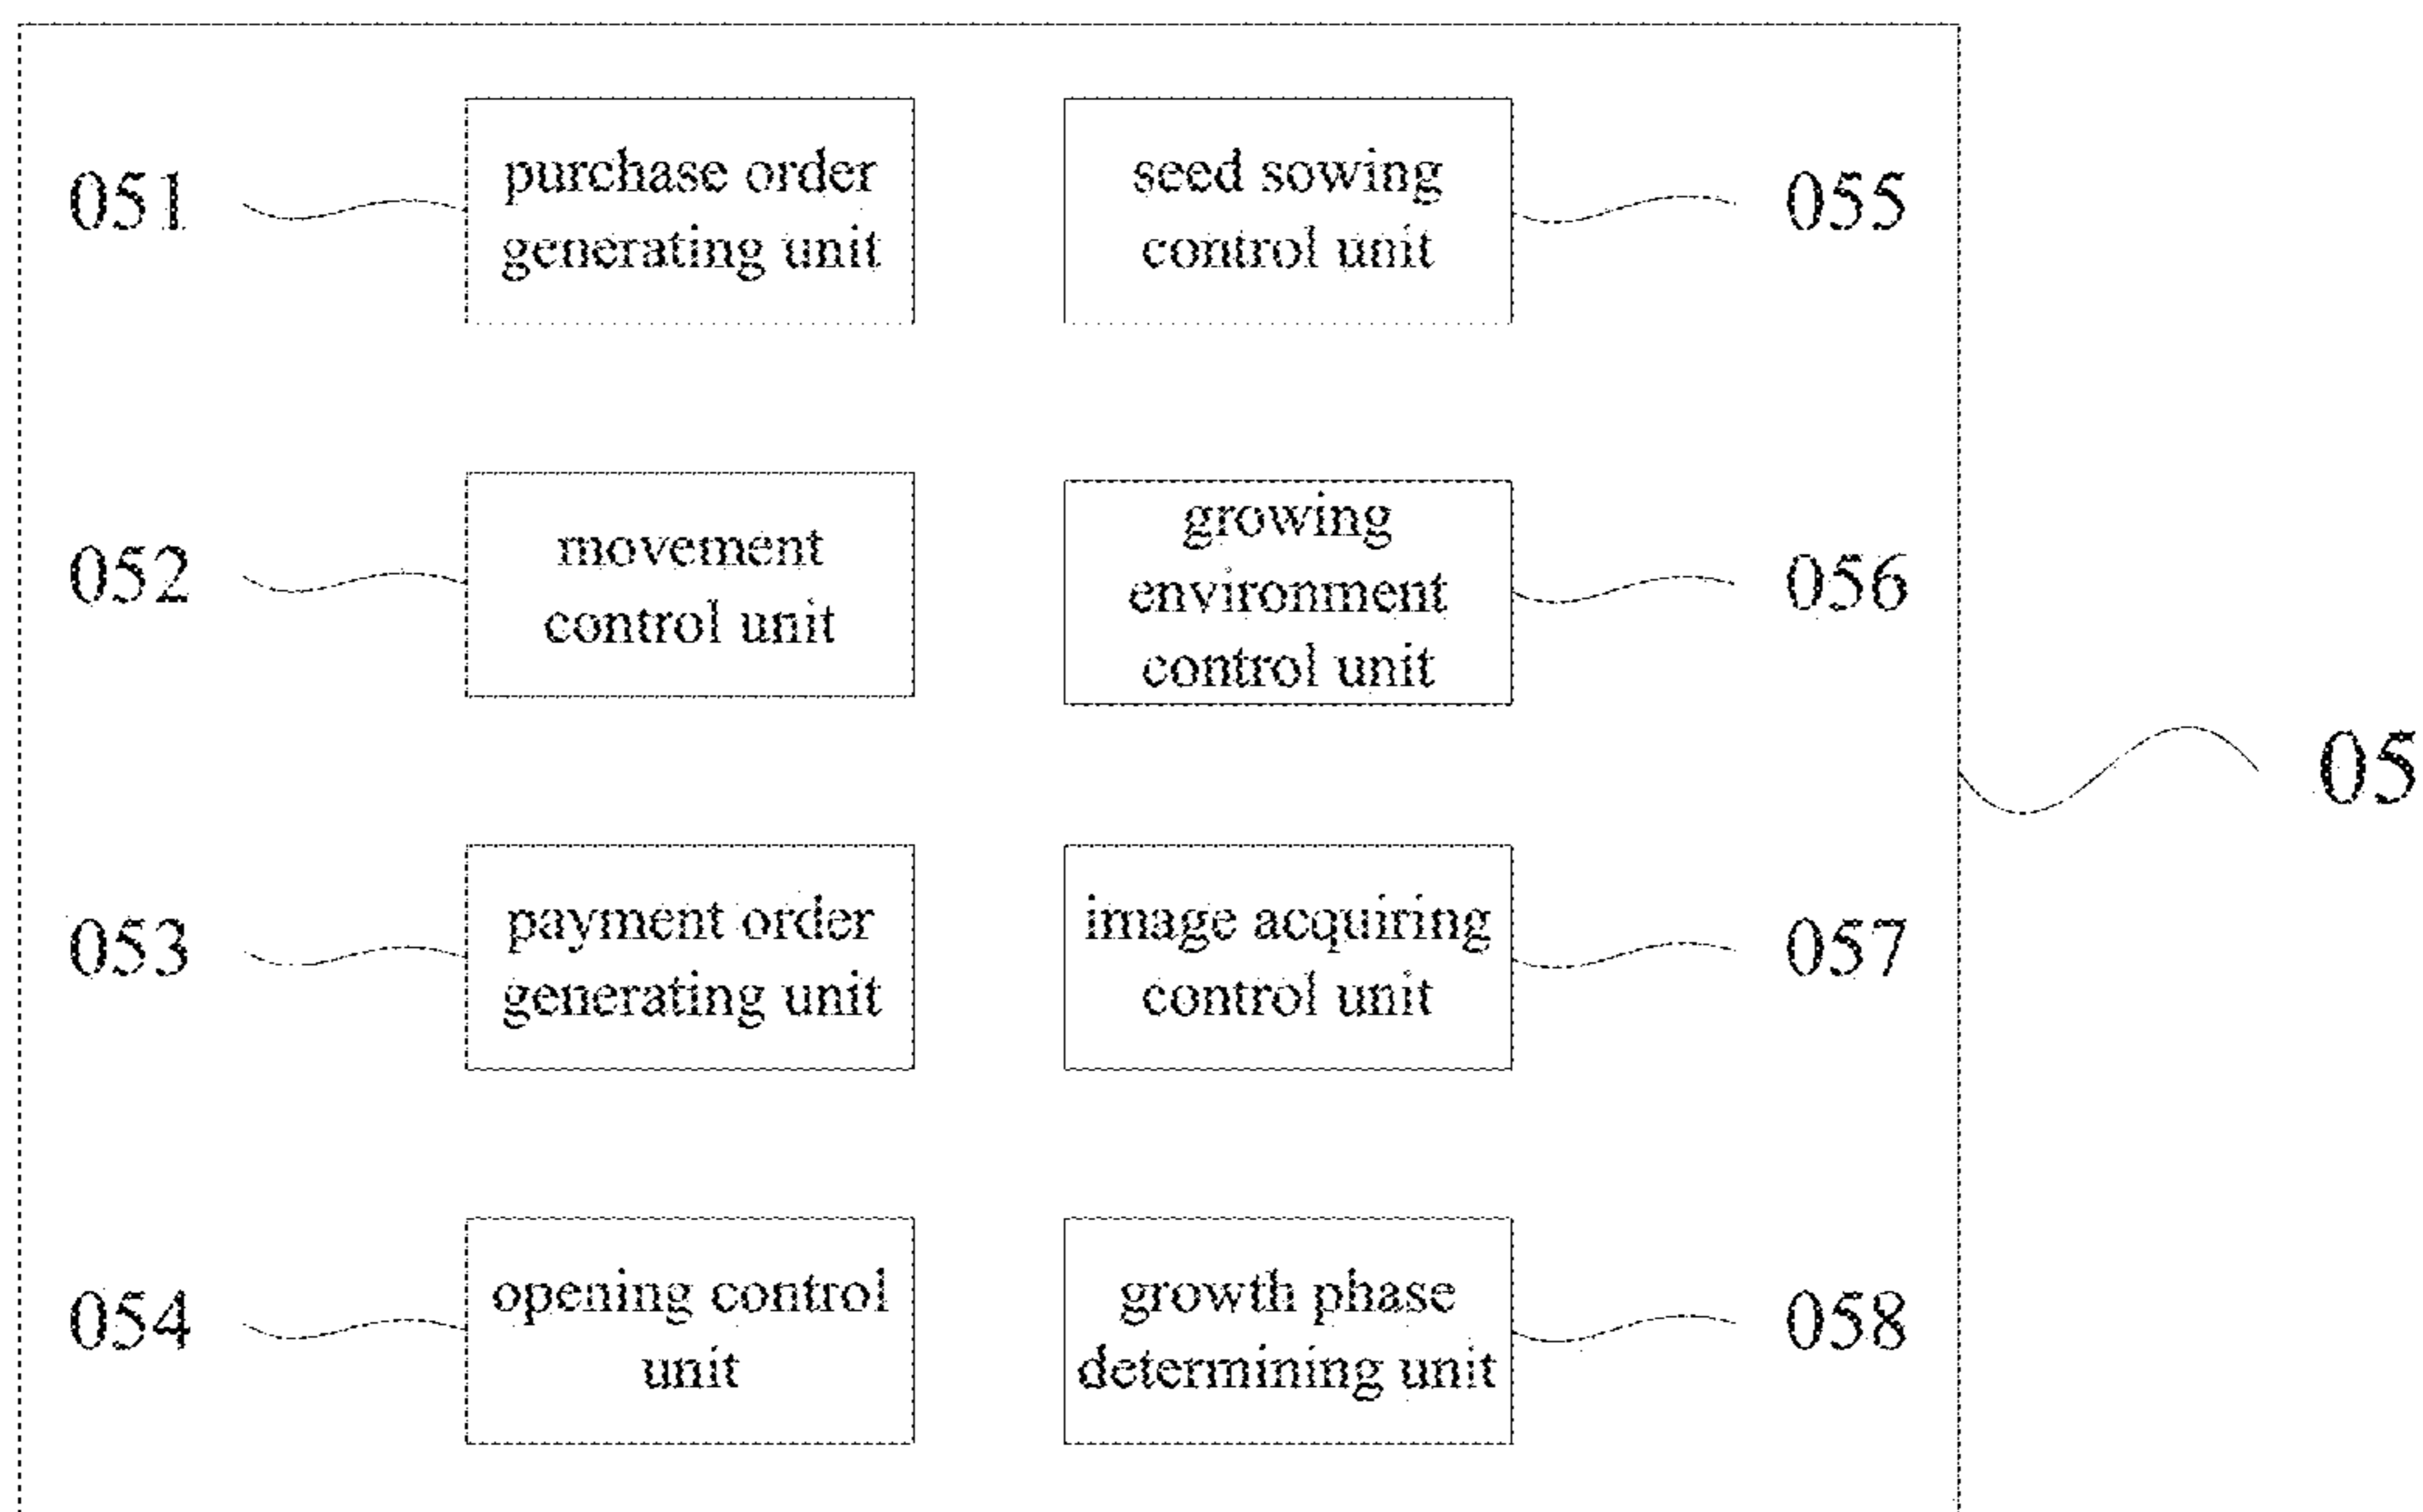 051
purchase order
generating unit
seed sowing
control unit
055
052
movement
control unit
growing
environment
control unit
056
05
053
payment order
generating unit
image acquiring
control unit
057
054
opening control
unit
growth phase
determining unit
058